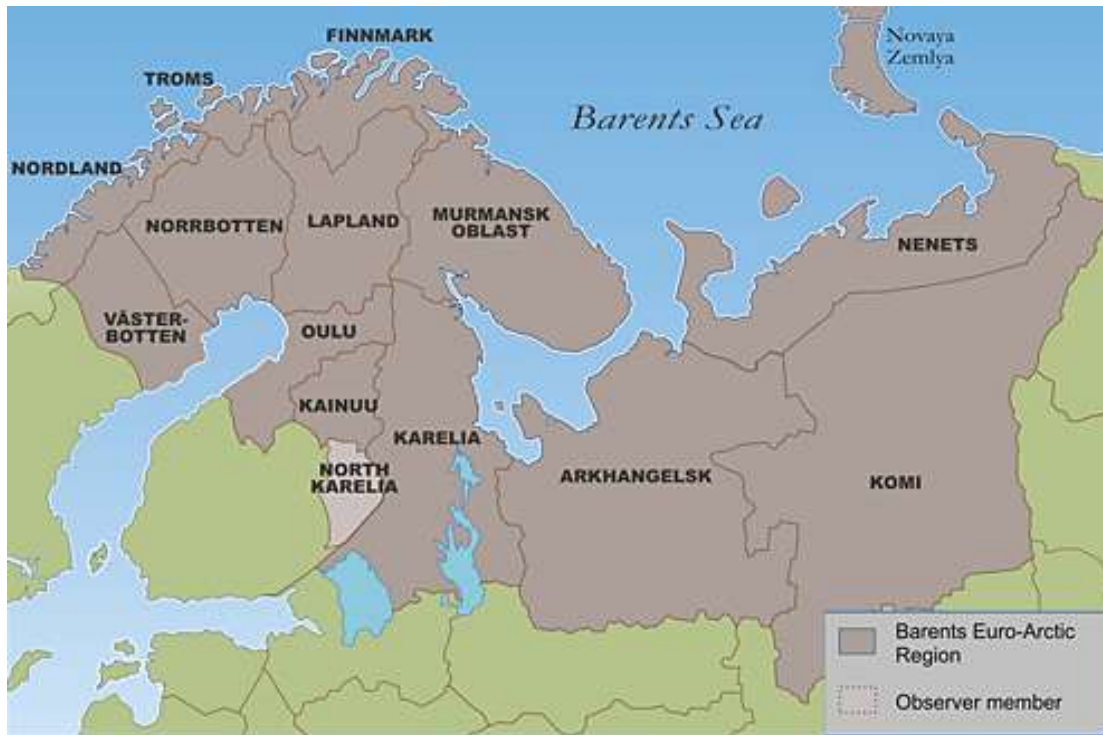 FINNMARK
TROMS
NORDLAND
Novaya
Zemlya
Barents Sea
NORRBOTTEN
LAPLAND
MURMANSK
OBLAST
NENETS
VÄSTER-
BOTTEN
OULU
KAINUU
KARELIA
NORTH
KARELIA
ARKHANGELSK
KOMI
Barents Euro-Arctic
Region
Observer member